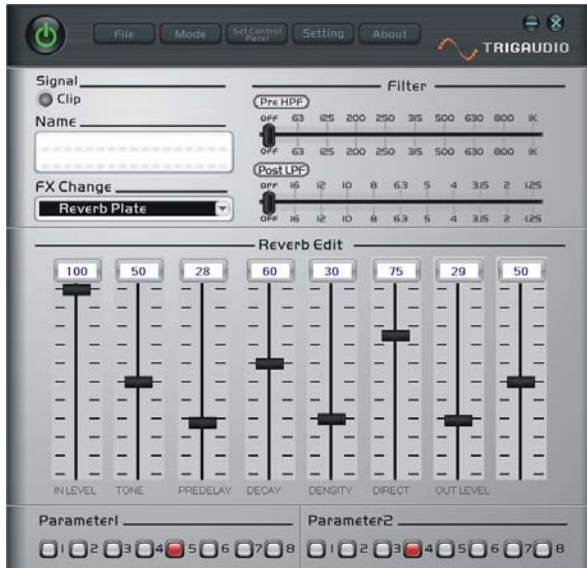 File Mode Set Control Panel Setting About
TRIGAUDIO
Signal
Clip
Name
FX Change
Reverb Plate
Filter
Pre HPF
OFF 63 125 200 250 315 500 630 800 1K
OFF 63 125 200 250 315 500 630 800 1K
Post LPF
OFF 16 12 10 8 6.3 5 4 3.15 2 1.25
OFF 16 12 10 8 6.3 5 4 3.15 2 1.25
Reverb Edit
100 50 28 60 30 75 29 50
IN LEVEL TONE PREDELAY DECAY DENSITY DIRECT OUT LEVEL
Parameter1
1 2 3 4 5 6 7 8
Parameter2
1 2 3 4 5 6 7 8